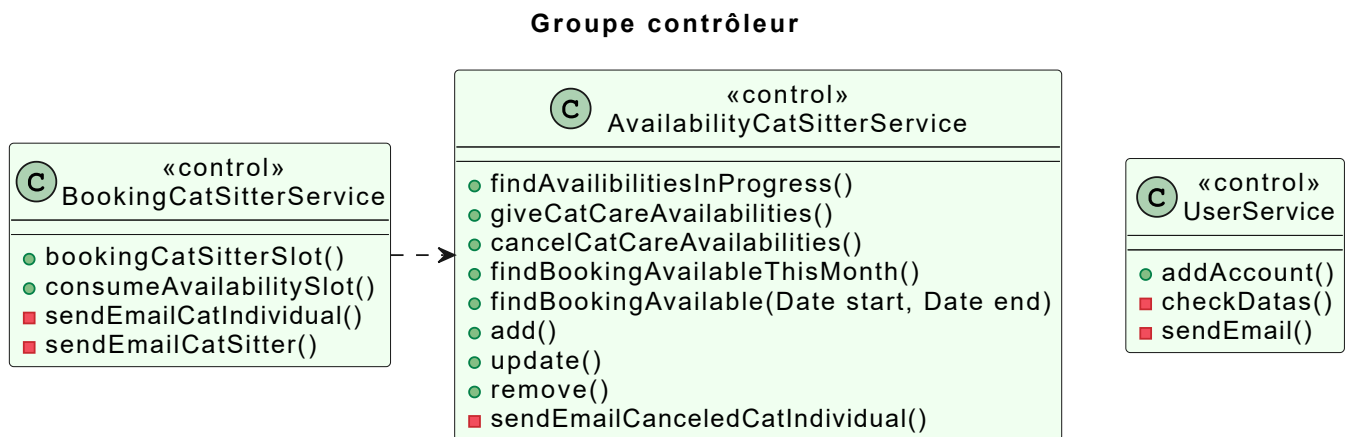 Groupe contrôleur
C
«control»
BookingCatSitterService
bookingCatSitterSlot()
consumeAvailabilitySlot()
sendEmailCatIndividual()
sendEmailCatSitter()
C
«control»
AvailabilityCatSitterService
findAvailibilitiesInProgress()
giveCatCareAvailabilities()
cancelCatCareAvailabilities()
findBookingAvailableThisMonth()
findBookingAvailable(Date start, Date end)
add()
update()
remove()
sendEmailCanceledCatIndividual()
C
«control»
UserService
addAccount()
checkDatas()
sendEmail()